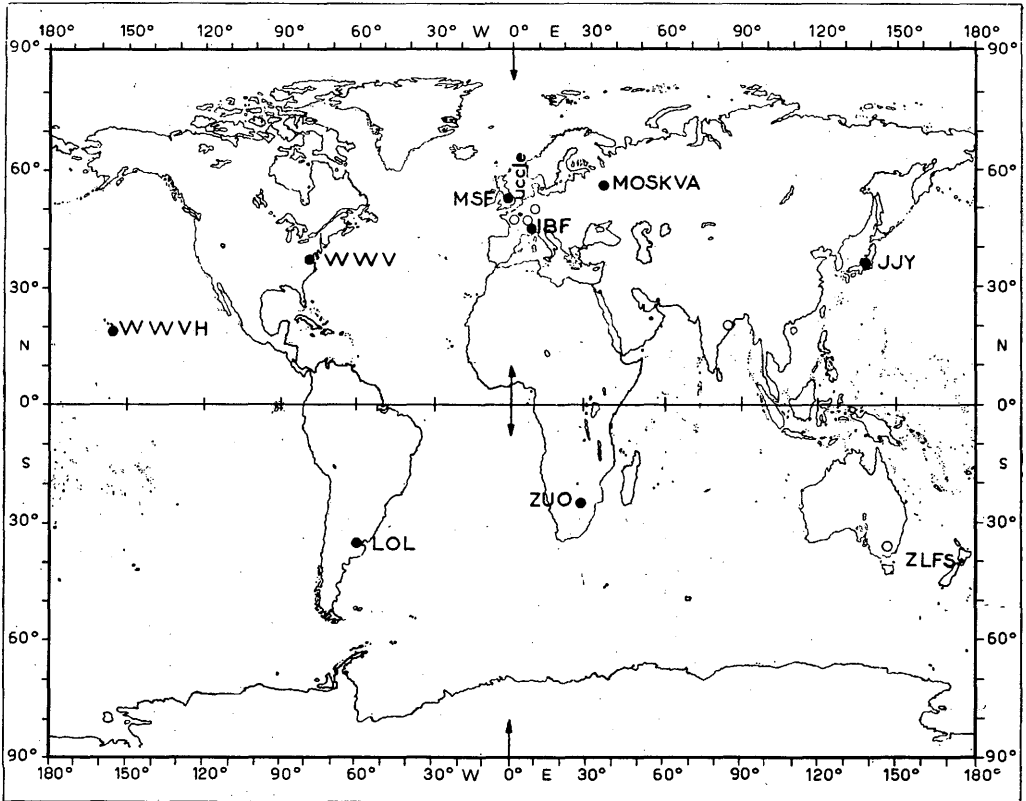 180° 150° 120° 90° 60° 30° W 0° E 30° 60° 90° 120° 150° 180°
90° 90°
60° 60°
uccle
MOSKVA
MSF
IBF
WWV
JJY
30° 30°
WWVH
N N
0° 0°
S S
ZUO
30° 30°
LOL
ZLFS
60° 60°
90° 90°
180° 150° 120° 90° 60° 30° W 0° E 30° 60° 90° 120° 150° 180°